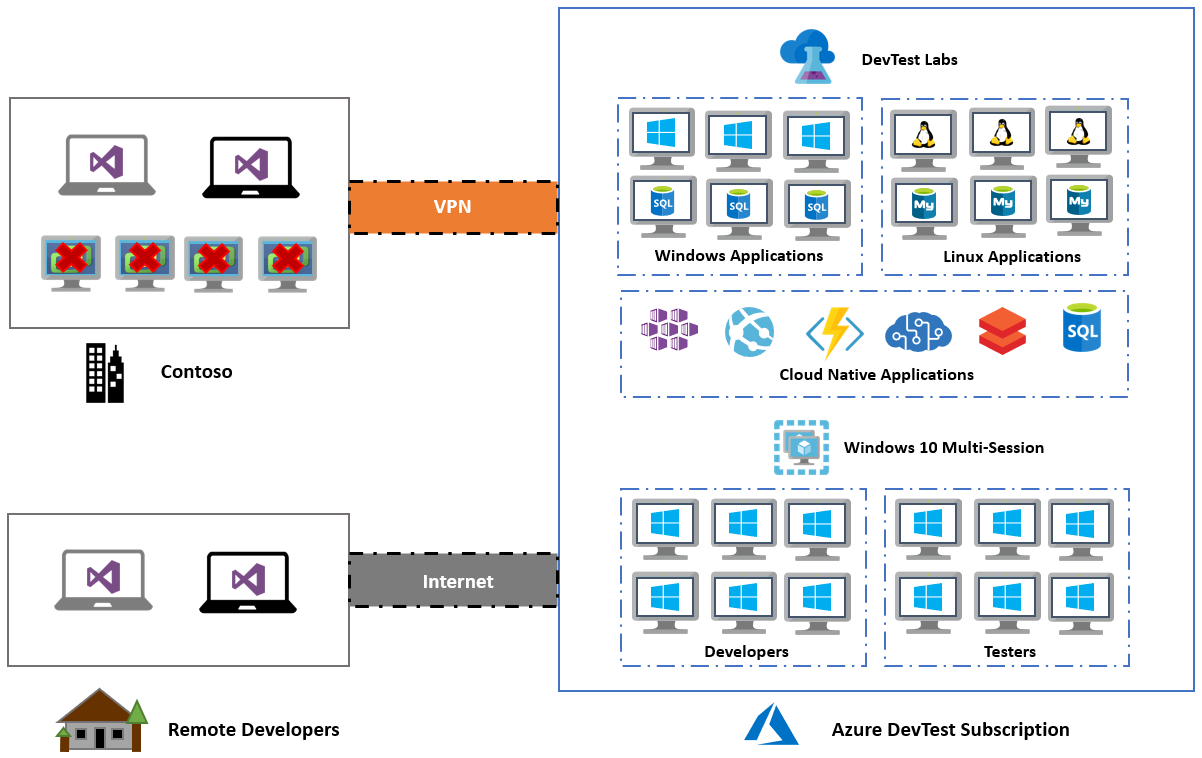 DevTest Labs
VPN
SQL
SQL
SQL
My
My
My
Windows Applications
Linux Applications
SQL
Cloud Native Applications
Contoso
Windows 10 Multi-Session
Internet
Developers
Testers
Remote Developers
Azure DevTest Subscription